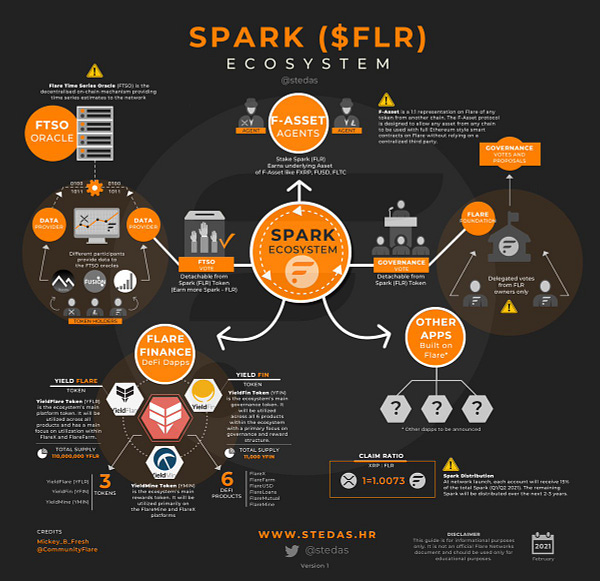 SPARK ($FLR)
ECOSYSTEM
@stedas
Flare Time Series Oracle (FTSO) is the
decentralised on-chain mechanism providing
time series estimates to the network
FTSO
ORACLE
0100
1011
0100
1011
DATA
PROVIDER
DATA
PROVIDER
Different participants
provide data to
the FTSO oracles
FUSION
TOKEN HOLDERS
AGENT
F-ASSET
AGENTS
AGENT
Stake Spark (FLR)
Earns underlying Asset
of F-Asset like FXRP, FUSD, FLTC
F-Asset is a 1:1 representation on Flare of any
token from another chain. The F-Asset protocol
is designed to allow any asset from any chain
to be used with full Ethereum style smart
contracts on Flare without relying on a
centralized third party.
GOVERNANCE
VOTES AND
PROPOSALS
FTSO
VOTE
Detachable from
Spark (FLR) Token
(Earn more Spark - FLR)
SPARK
ECOSYSTEM
GOVERNANCE
VOTE
Detachable from
Spark (FLR) Token
FLARE
FOUNDATION
Delegated votes
from FLR
owners only
FLARE
FINANCE
DeFi Dapps
OTHER
APPS
Built on
Flare*
? ? ?
* Other dapps to be announced
YIELD FLARE
TOKEN
YieldFlare Token (YFLR)
is the ecosystem's main
platform token. It will be
utilized across all
products and has a main
focus on utilization within
FlareX and FlareFarm.
TOTAL SUPPLY
110,000,000 YFLR
YIELD FIN
TOKEN
YieldFin Token (YFIN)
is the ecosystem's main
governance token. It will
be utilized across all
6 products within
the ecosystem with
a primary focus on
governance and reward
structure.
TOTAL SUPPLY
11,000 YFIN
YieldFlare [YFLR]
YieldFin [YFIN]
YieldMine [YMIN]
3
TOKENS
YieldMine Token (YMIN)
is the ecosystem's main
rewards token. It will be
utilized primarily on
the FlareMine and FlareX
platforms
6
DEFI
PRODUCTS
FlareX
FlareFarm
FlareUSD
FlareLoans
FlareMutual
FlareMine
CLAIM RATIO
XRP : FLR
1=1.0073
Spark Distribution
At network launch, each account will receive 15%
of the total Spark (Q1/Q2 2021). The remaining
Spark will be distributed over the next 2-3 years.
CREDITS
Mickey_B_Fresh
@CommunityFlare
WWW.STEDAS.HR
@stedas
Version 1
DISCLAIMER
This guide is for informational purposes
only. It is not an official Flare Networks
document and should be used only for
educational purposes.
2021
February